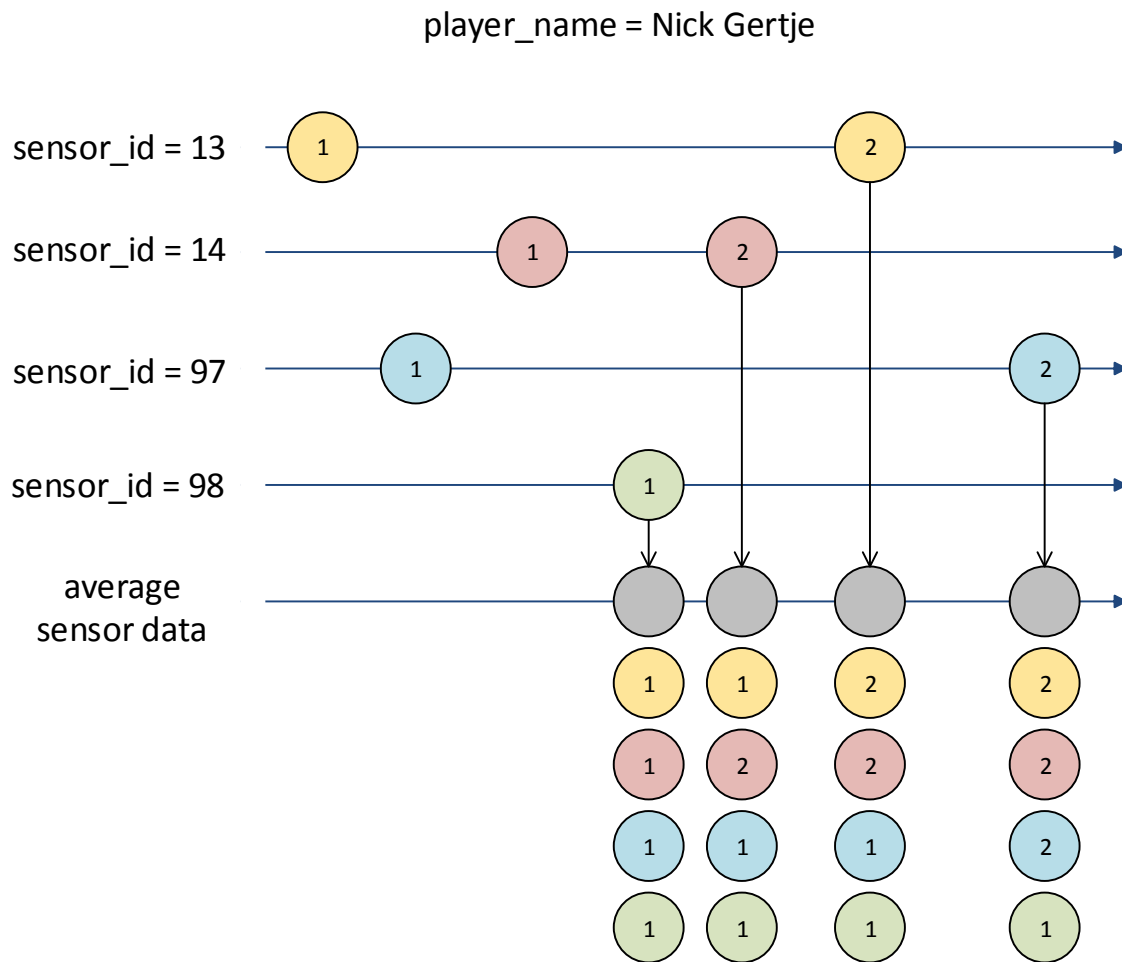 player_name = Nick Gertje
sensor_id = 13
1
2
sensor_id = 14
1
2
sensor_id = 97
1
2
sensor_id = 98
1
average
sensor data
1 1 2 2
1 2 2 2
1 1 1 2
1 1 1 1